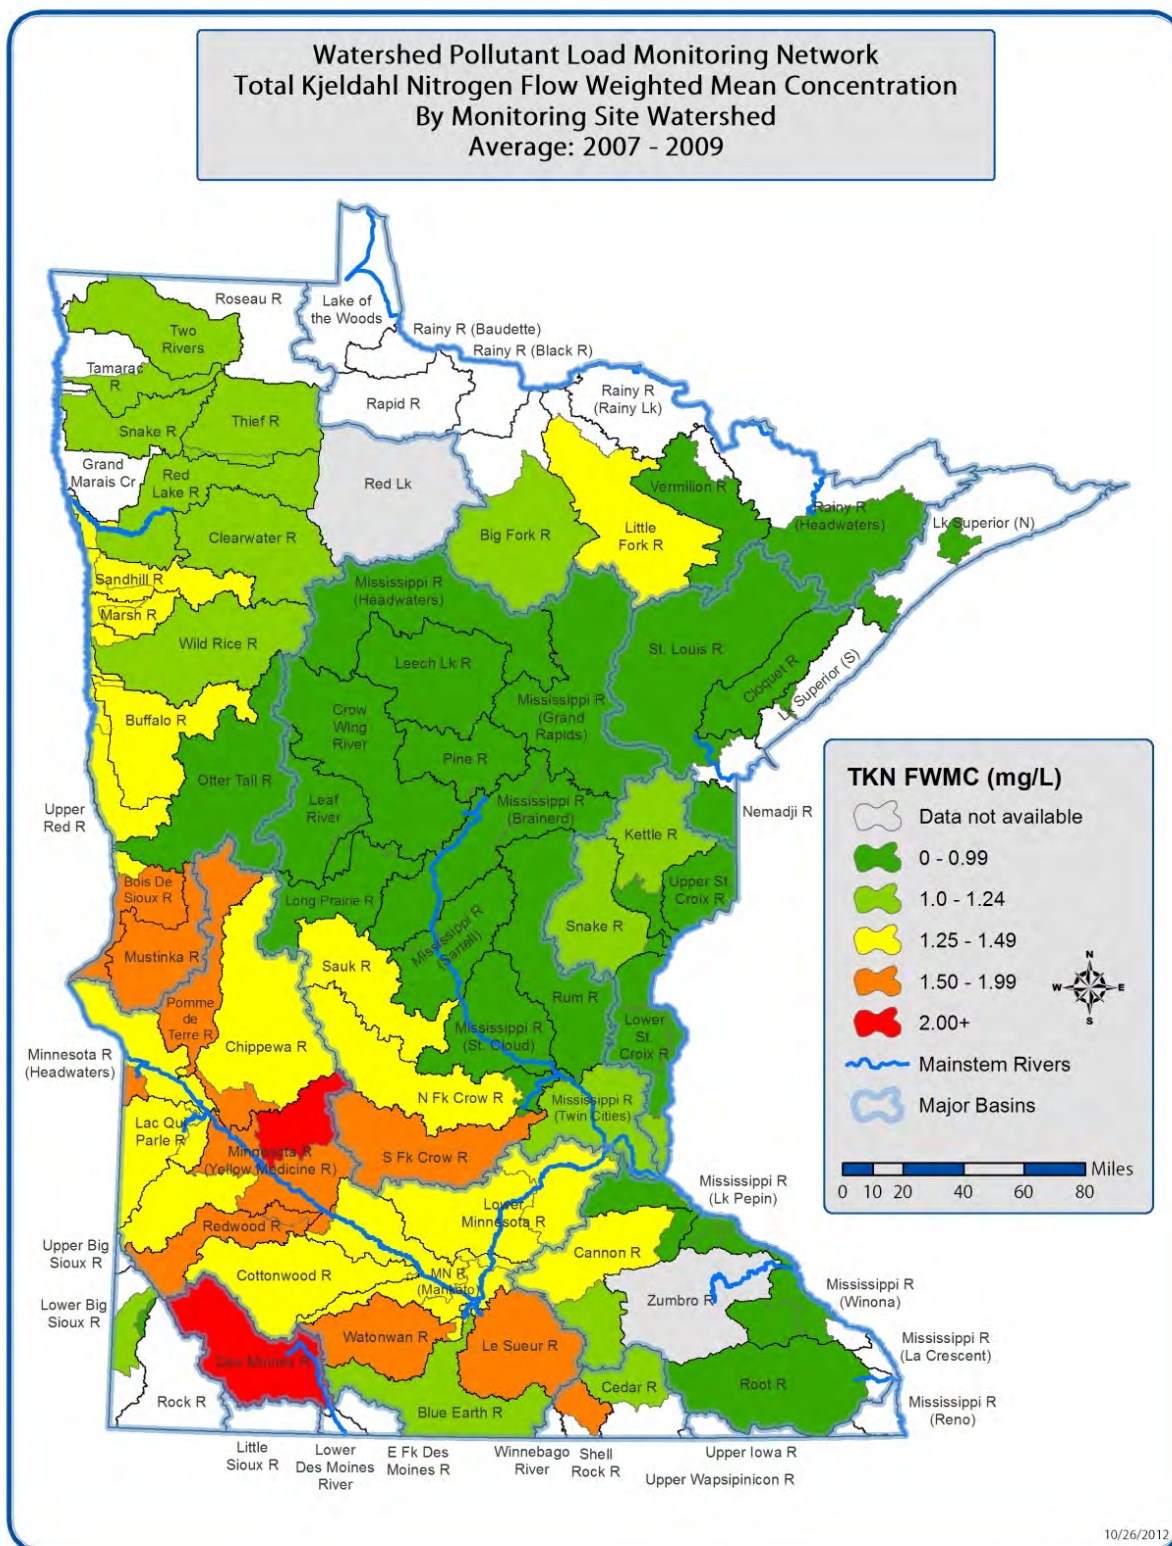 Watershed Pollutant Load Monitoring Network
Total Kjeldahl Nitrogen Flow Weighted Mean Concentration
By Monitoring Site Watershed
Average: 2007 - 2009
Roseau R
Lake of
the Woods
Two
Rivers
Rainy R (Baudette)
Rainy R (Black R)
Tamarac
R
Rapid R
Rainy R
(Rainy Lk)
Snake R
Thief R
Grand
Marais Cr
Red
Lake R
Red Lk
Vermilion R
Rainy R
(Headwaters)
Lk Superior (N)
Clearwater R
Big Fork R
Little
Fork R
Sandhill R
Mississippi R
(Headwaters)
Marsh R
Wild Rice R
Leech Lk R
St. Louis R
Cloquet R
Lk Superior (S)
Buffalo R
Crow
Wing
River
Mississippi R
(Grand
Rapids)
Otter Tail R
Pine R
Upper
Red R
Leaf
River
Mississippi R
(Brainerd)
Nemadji R
Kettle R
Bois De
Sioux R
Long Prairie R
Upper St.
Croix R
Mississippi R
(Sartell)
Snake R
Mustinka R
Sauk R
Rum R
Pomme
de
Terre R
Chippewa R
Mississippi R
(St. Cloud)
Lower
St.
Croix R
Minnesota R
(Headwaters)
N Fk Crow R
Mississippi R
(Twin Cities)
Lac Qui
Parle R
Minnesota R
(Yellow Medicine R)
S Fk Crow R
Mississippi R
(Lk Pepin)
Redwood R
Lower
Minnesota R
Upper Big
Sioux R
Cannon R
Cottonwood R
MN R
(Mankato)
Zumbro R
Mississippi R
(Winona)
Lower Big
Sioux R
Watonwan R
Le Sueur R
Mississippi R
(La Crescent)
Des Moines R
Cedar R
Root R
Rock R
Blue Earth R
Mississippi R
(Reno)
Little
Sioux R
Lower
Des Moines
River
E Fk Des
Moines R
Winnebago
River
Shell
Rock R
Upper Iowa R
Upper Wapsipinicon R
TKN FWMC (mg/L)
Data not available
0 - 0.99
1.0 - 1.24
1.25 - 1.49
1.50 - 1.99
2.00+
Mainstem Rivers
Major Basins
N
W E
S
Miles
0 10 20 40 60 80
10/26/2012